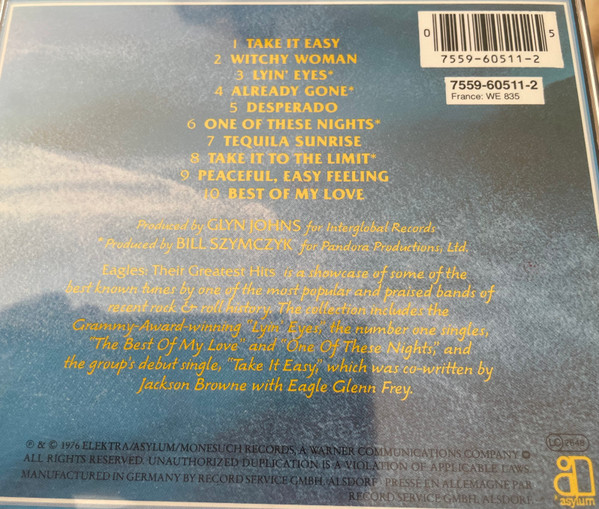 0 5
7559-60511-2
7559-60511-2
France: WE 835
1 TAKE IT EASY
2 WITCHY WOMAN
3 LYIN' EYES*
4 ALREADY GONE*
5 DESPERADO
6 ONE OF THESE NIGHTS*
7 TEQUILA SUNRISE
8 TAKE IT TO THE LIMIT*
9 PEACEFUL, EASY FEELING
10 BEST OF MY LOVE
Produced by GLYN JOHNS for Interglobal Records
*Produced by BILL SZYMCZYK for Pandora Productions, Ltd.
Eagles: Their Greatest Hits is a showcase of some of the
best known tunes by one of the most popular and praised bands of
recent rock & roll history. The collection includes the
Grammy-Award-winning "Lyin' Eyes," the number one singles,
"The Best Of My Love" and "One Of These Nights," and
the group's debut single, "Take It Easy," which was co-written by
Jackson Browne with Eagle Glenn Frey.
℗ & © 1976 ELEKTRA/ASYLUM/NONESUCH RECORDS, A WARNER COMMUNICATIONS COMPANY
ALL RIGHTS RESERVED. UNAUTHORIZED DUPLICATION IS A VIOLATION OF APPLICABLE LAWS.
MANUFACTURED IN GERMANY BY RECORD SERVICE GMBH, ALSDORF. PRESSÉ EN ALLEMAGNE PAR
RECORD SERVICE GMBH, ALSDORF
LC 2648
asylum